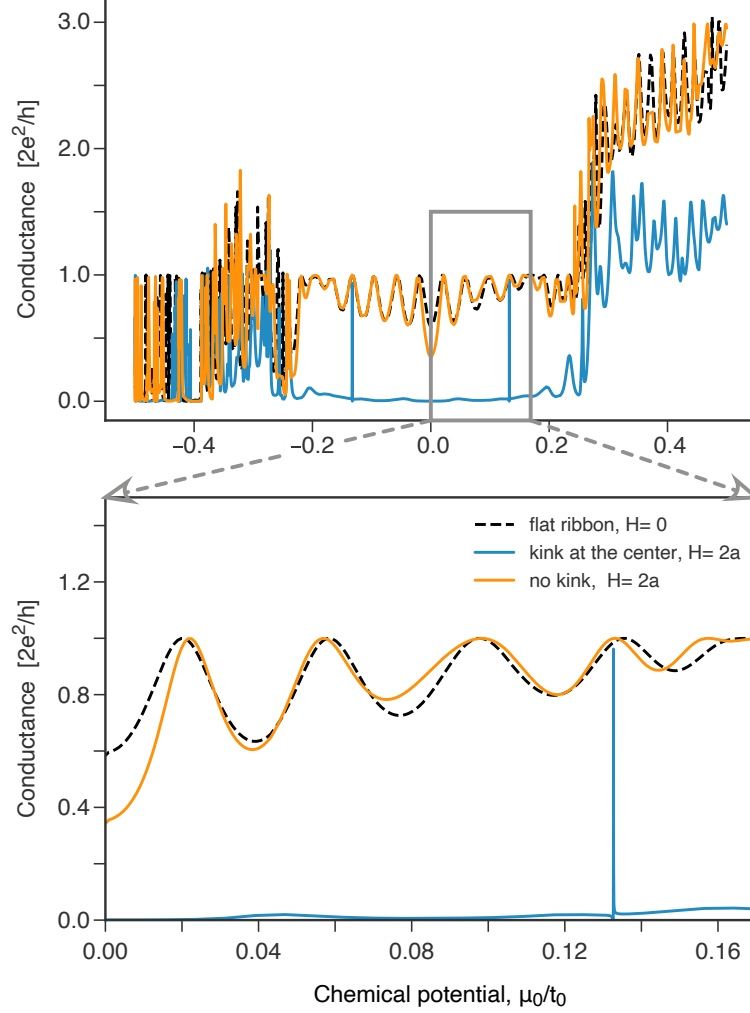 3.0
2.0
1.0
0.0
Conductance [2e²/h]
−0.4 −0.2 0.0 0.2 0.4
flat ribbon, H= 0
kink at the center, H= 2a
no kink, H= 2a
1.2
0.8
0.4
0.0
Conductance [2e²/h]
0.00 0.04 0.08 0.12 0.16
Chemical potential, μ₀/t₀